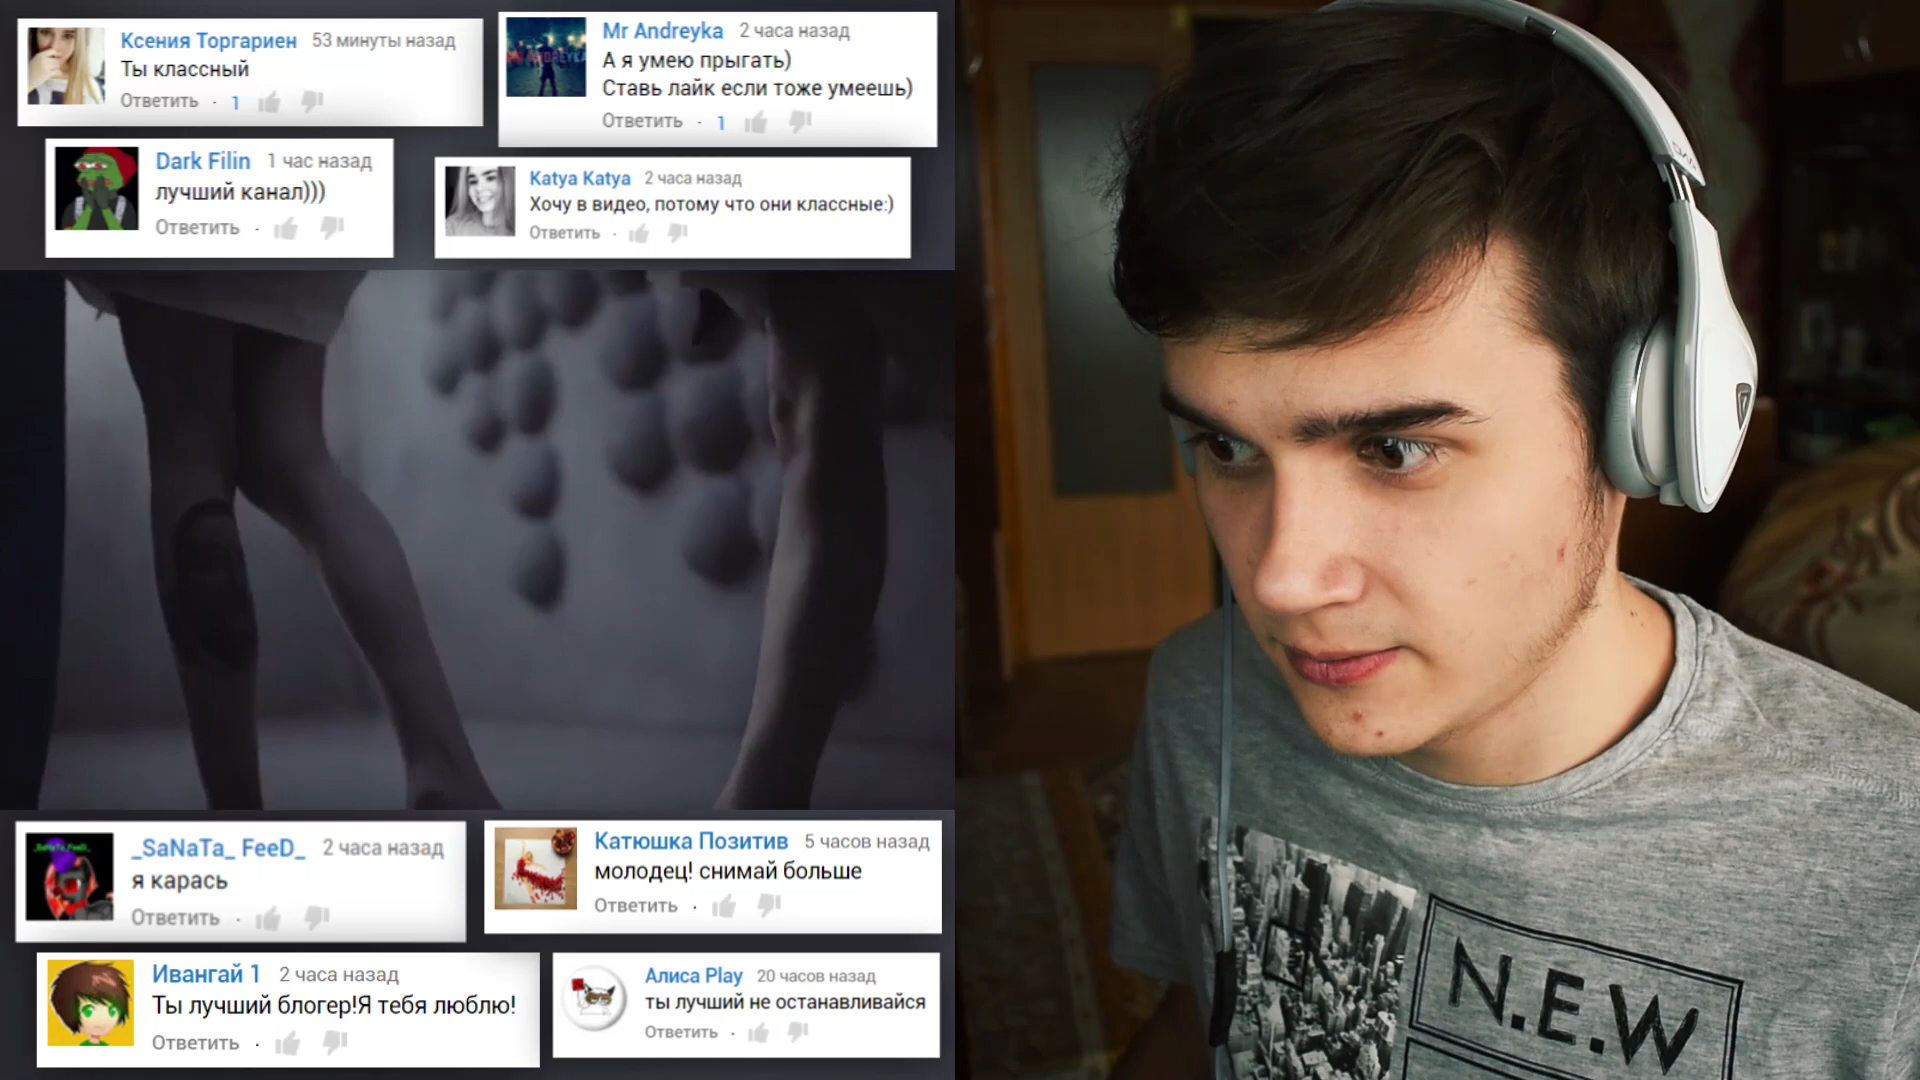 Ксения Торгариен 53 минуты назад
Ты классный
Ответить · 1
Mr Andreyka 2 часа назад
А я умею прыгать)
Ставь лайк если тоже умеешь)
Ответить · 1
Dark Filin 1 час назад
лучший канал)))
Ответить ·
Katya Katya 2 часа назад
Хочу в видео, потому что они классные:)
Ответить ·
_SaNaTa_ FeeD_ 2 часа назад
я карась
Ответить ·
Катюшка Позитив 5 часов назад
молодец! снимай больше
Ответить ·
Ивангай 1 2 часа назад
Ты лучший блогер!Я тебя люблю!
Ответить ·
Алиса Play 20 часов назад
ты лучший не останавливайся
Ответить ·
N.E.W